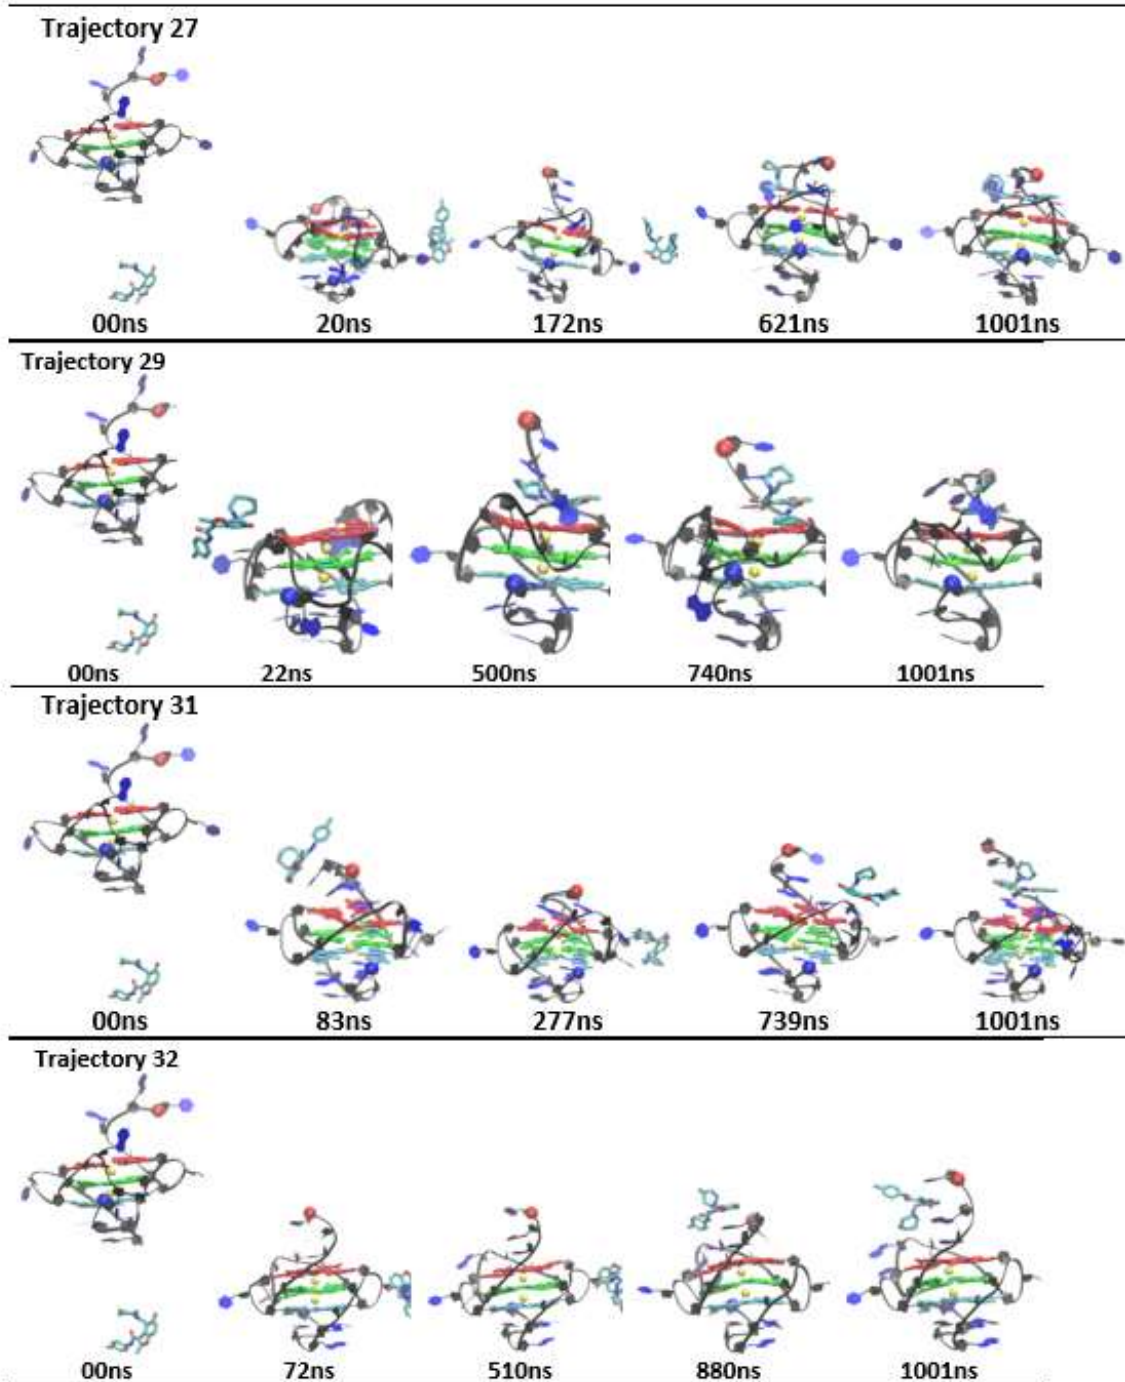 Trajectory 27
00ns 20ns 172ns 621ns 1001ns
Trajectory 29
00ns 22ns 500ns 740ns 1001ns
Trajectory 31
00ns 83ns 277ns 739ns 1001ns
Trajectory 32
00ns 72ns 510ns 880ns 1001ns